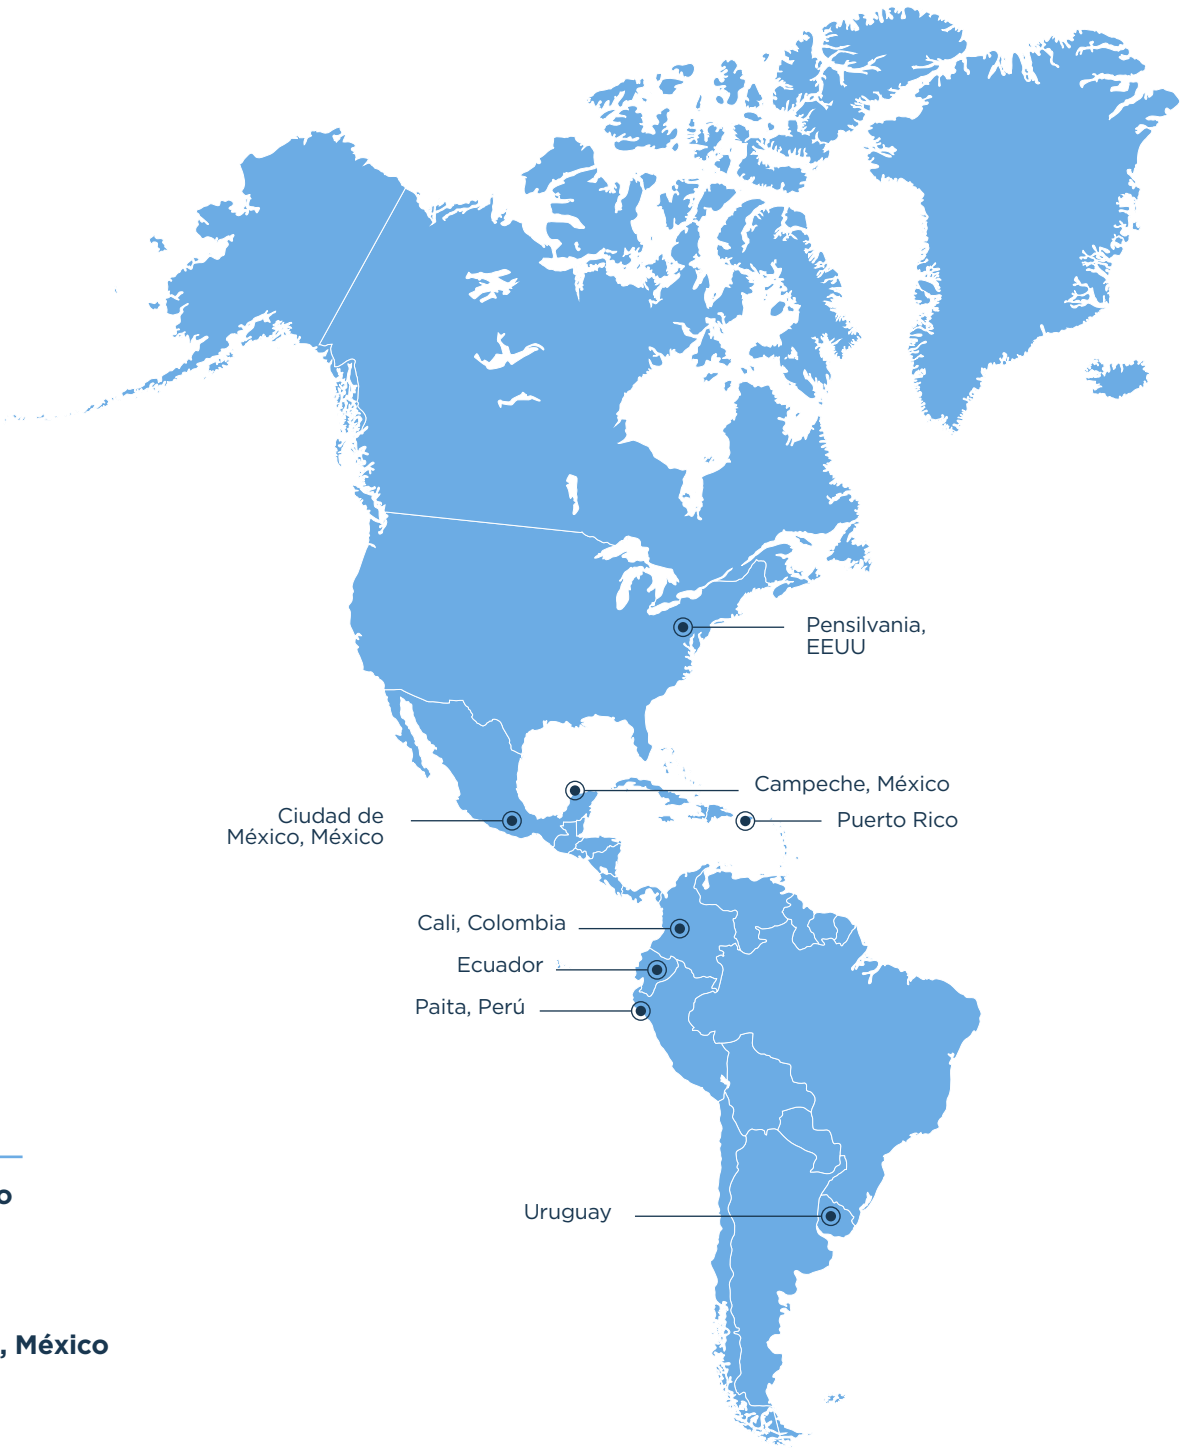 Pensilvania,
EEUU
Campeche, México
Ciudad de
México, México
Puerto Rico
Cali, Colombia
Ecuador
Paita, Perú
o
Uruguay
, México